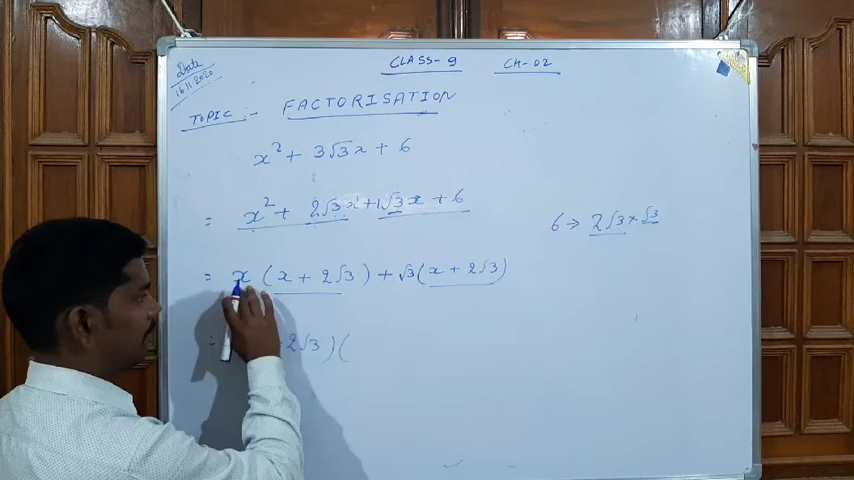 Date
16.11.2020
CLASS-9 CH-02
TOPIC :- FACTORISATION
x² + 3√3x + 6
= x² + 2√3x + 1√3x + 6
6 → 2√3 × √3
= x (x + 2√3) + √3 (x + 2√3)
= 2√3 ) (